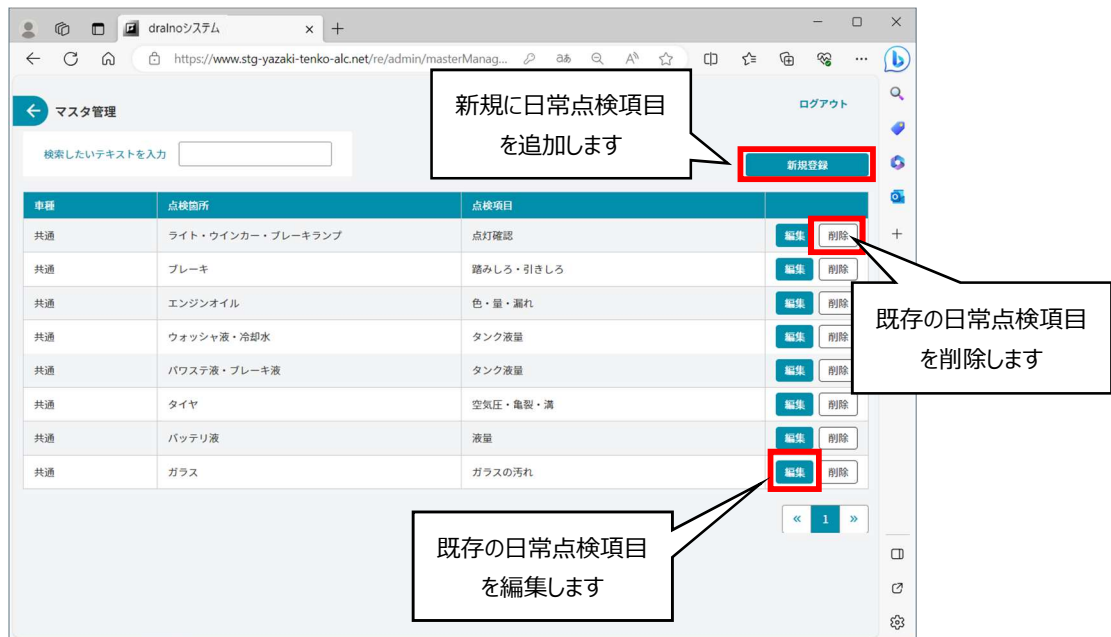 dralnoシステム
https://www.stg-yazaki-tenko-alc.net/re/admin/masterManag...
マスタ管理
ログアウト
新規に日常点検項目
を追加します
検索したいテキストを入力
新規登録
車種 点検箇所 点検項目
共通 ライト・ウインカー・ブレーキランプ 点灯確認 編集 削除
共通 ブレーキ 踏みしろ・引きしろ 編集 削除
共通 エンジンオイル 色・量・漏れ 編集 削除
共通 ウォッシャ液・冷却水 タンク液量 編集 削除
共通 パワステ液・ブレーキ液 タンク液量 編集 削除
共通 タイヤ 空気圧・亀裂・溝 編集 削除
共通 バッテリ液 液量 編集 削除
共通 ガラス ガラスの汚れ 編集 削除
既存の日常点検項目
を削除します
« 1 »
既存の日常点検項目
を編集します